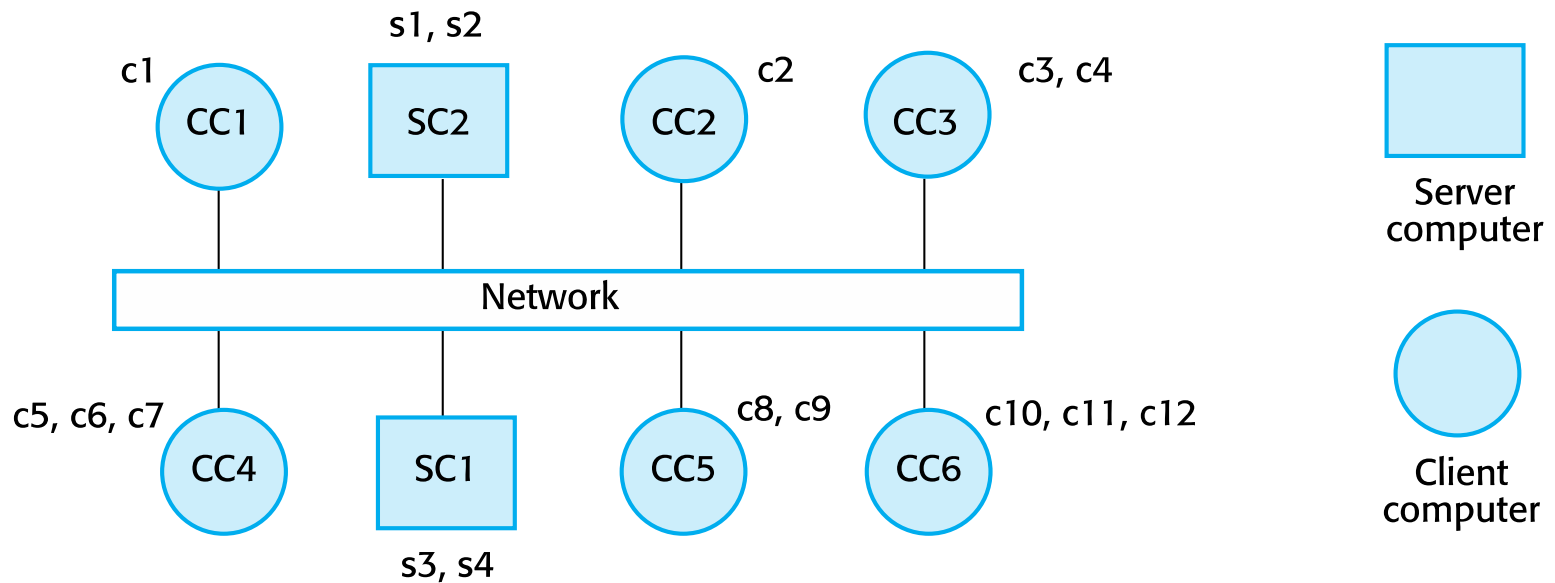 s1, s2
c1
CC1
SC2
CC2
c2
CC3
c3, c4
Server
computer
Network
c5, c6, c7
CC4
SC1
s3, s4
CC5
c8, c9
CC6
c10, c11, c12
Client
computer